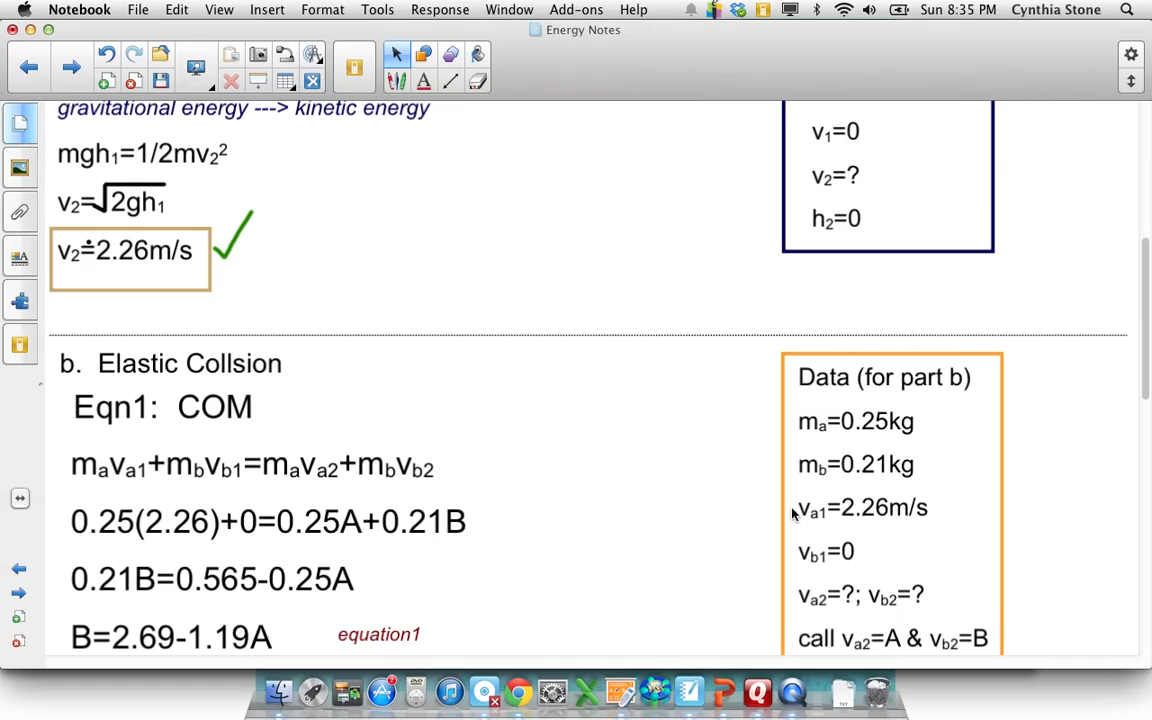 Notebook File Edit View Insert Format Tools Response Window Add-ons Help Sun 8:35 PM Cynthia Stone
Energy Notes
gravitational energy ---> kinetic energy
mgh₁=1/2mv₂²
v₂=√2gh₁
v₂≐2.26m/s
v₁=0
v₂=?
h₂=0
b. Elastic Collsion
Eqn1: COM
mₐvₐ₁+m_bv_b1=mₐvₐ₂+m_bv_b2
0.25(2.26)+0=0.25A+0.21B
0.21B=0.565-0.25A
B=2.69-1.19A equation1
Data (for part b)
mₐ=0.25kg
m_b=0.21kg
vₐ₁=2.26m/s
v_b1=0
vₐ₂=?; v_b2=?
call vₐ₂=A & v_b2=B